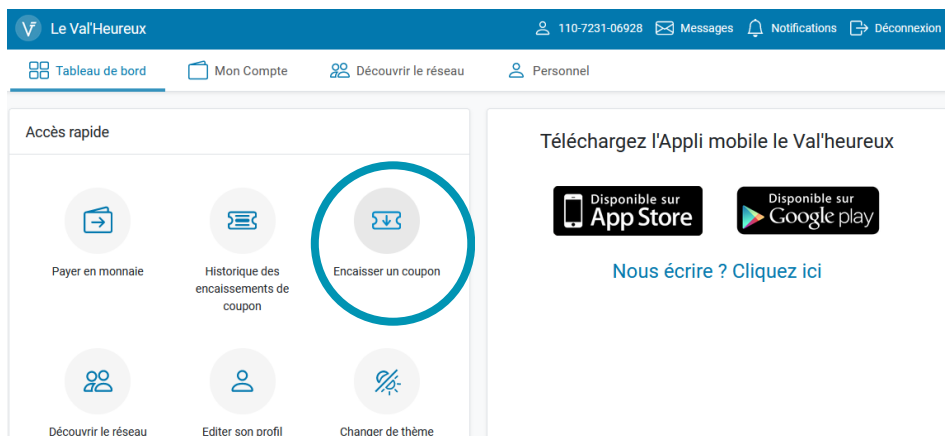 Le Val'Heureux
110-7231-06928 Messages Notifications Déconnexion
Tableau de bord Mon Compte Découvrir le réseau Personnel
Accès rapide
Payer en monnaie
Historique des
encaissements de
coupon
Encaisser un coupon
Découvrir le réseau
Editer son profil
Changer de thème
Téléchargez l'Appli mobile le Val'heureux
Disponible sur
App Store
Disponible sur
Google play
Nous écrire ? Cliquez ici